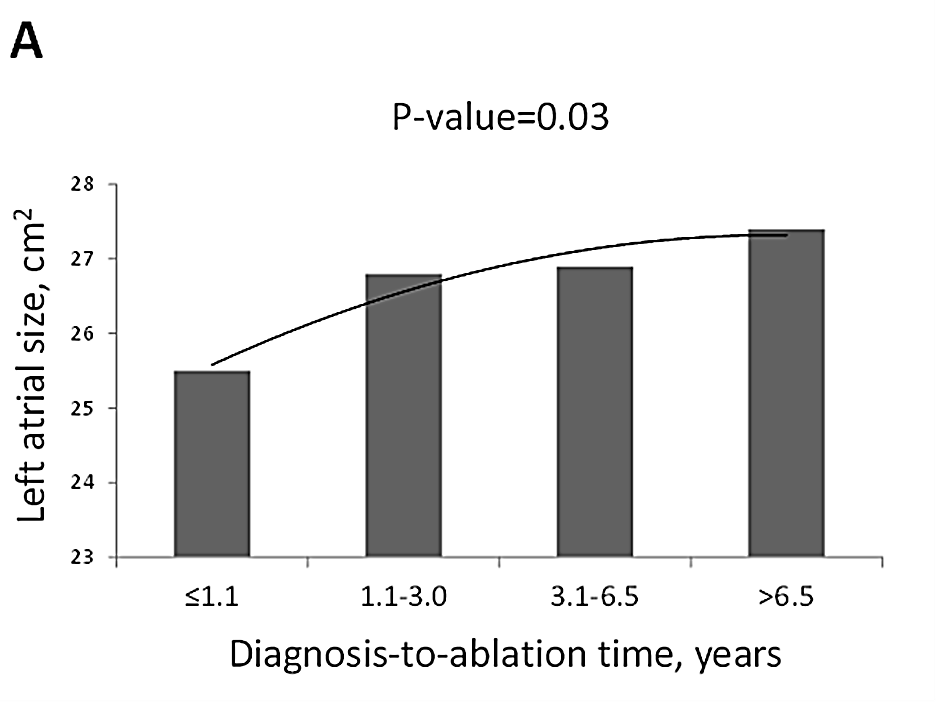 A
P-value=0.03
Left atrial size, cm²
28
27
26
25
24
23
≤1.1
1.1-3.0
3.1-6.5
>6.5
Diagnosis-to-ablation time, years